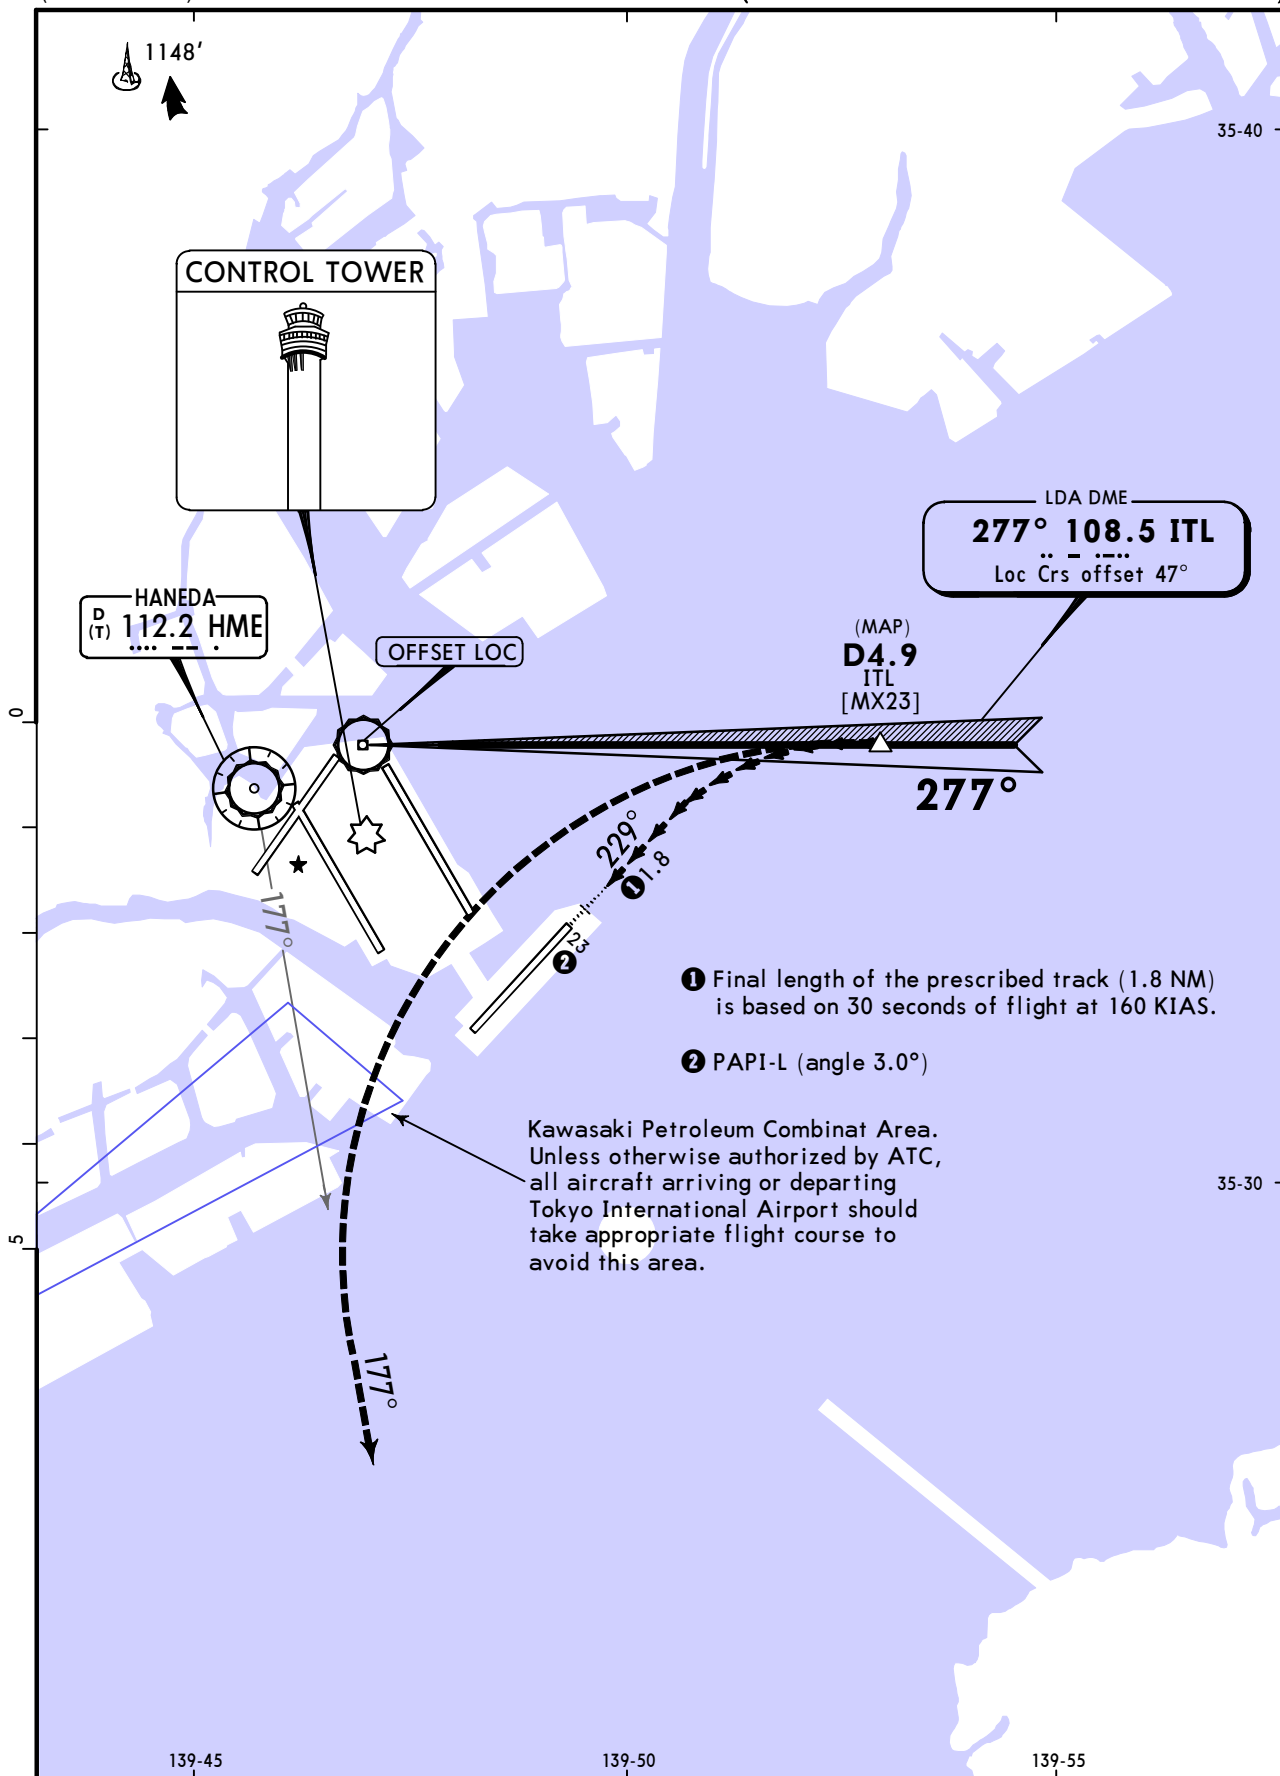 1148'
35-40
CONTROL TOWER
LDA DME
277° 108.5 ITL
Loc Crs offset 47°
HANEDA
D
(T) 112.2 HME
OFFSET LOC
(MAP)
D4.9
ITL
[MX23]
0
277°
229°
1 1.8
177°
23
2
1 Final length of the prescribed track (1.8 NM)
is based on 30 seconds of flight at 160 KIAS.
2 PAPI-L (angle 3.0°)
Kawasaki Petroleum Combinat Area.
Unless otherwise authorized by ATC,
all aircraft arriving or departing
Tokyo International Airport should
take appropriate flight course to
avoid this area.
35-30
5
177°
139-45
139-50
139-55